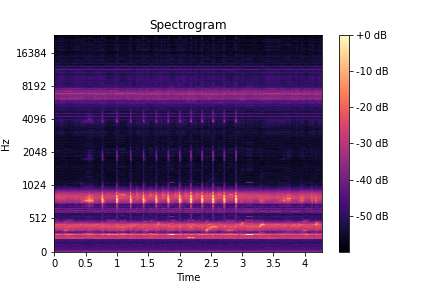 Spectrogram
+0 dB
16384
-10 dB
8192
-20 dB
4096
Hz
-30 dB
2048
-40 dB
1024
512
-50 dB
0
0 0.5 1 1.5 2 2.5 3 3.5 4
Time